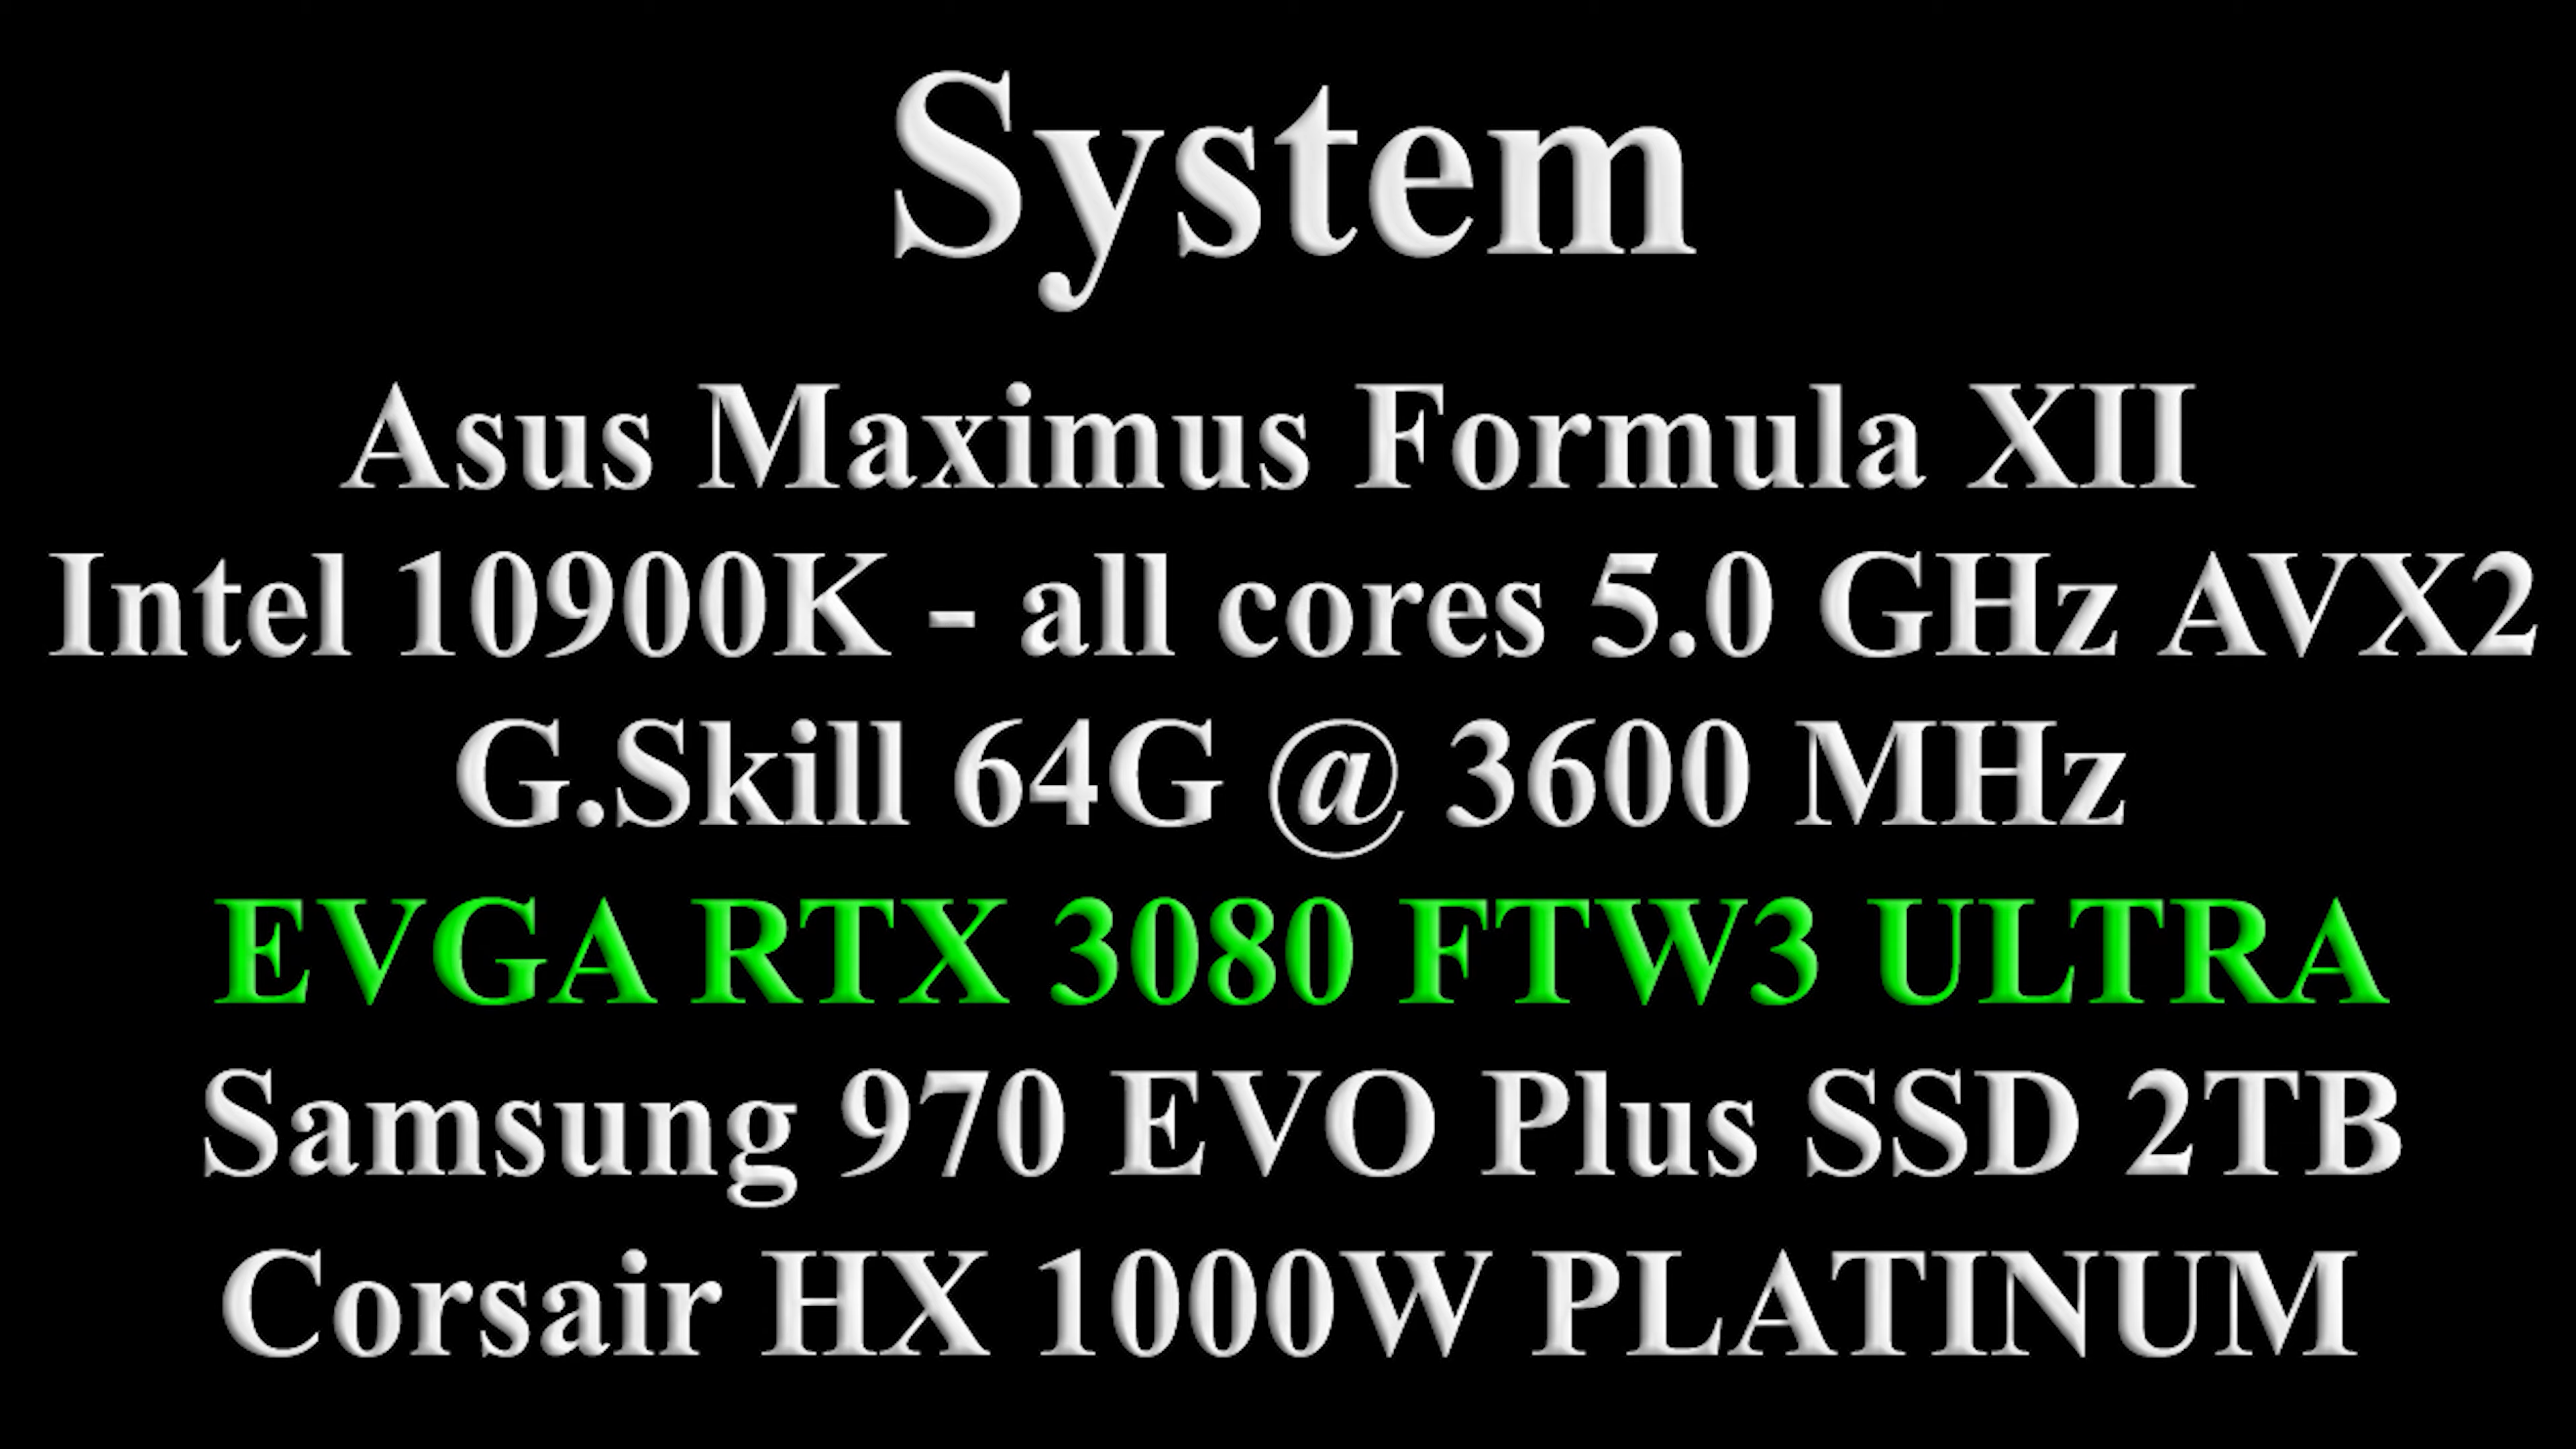 System
Asus Maximus Formula XII
Intel 10900K - all cores 5.0 GHz AVX2
G.Skill 64G @ 3600 MHz
EVGA RTX 3080 FTW3 ULTRA
Samsung 970 EVO Plus SSD 2TB
Corsair HX 1000W PLATINUM